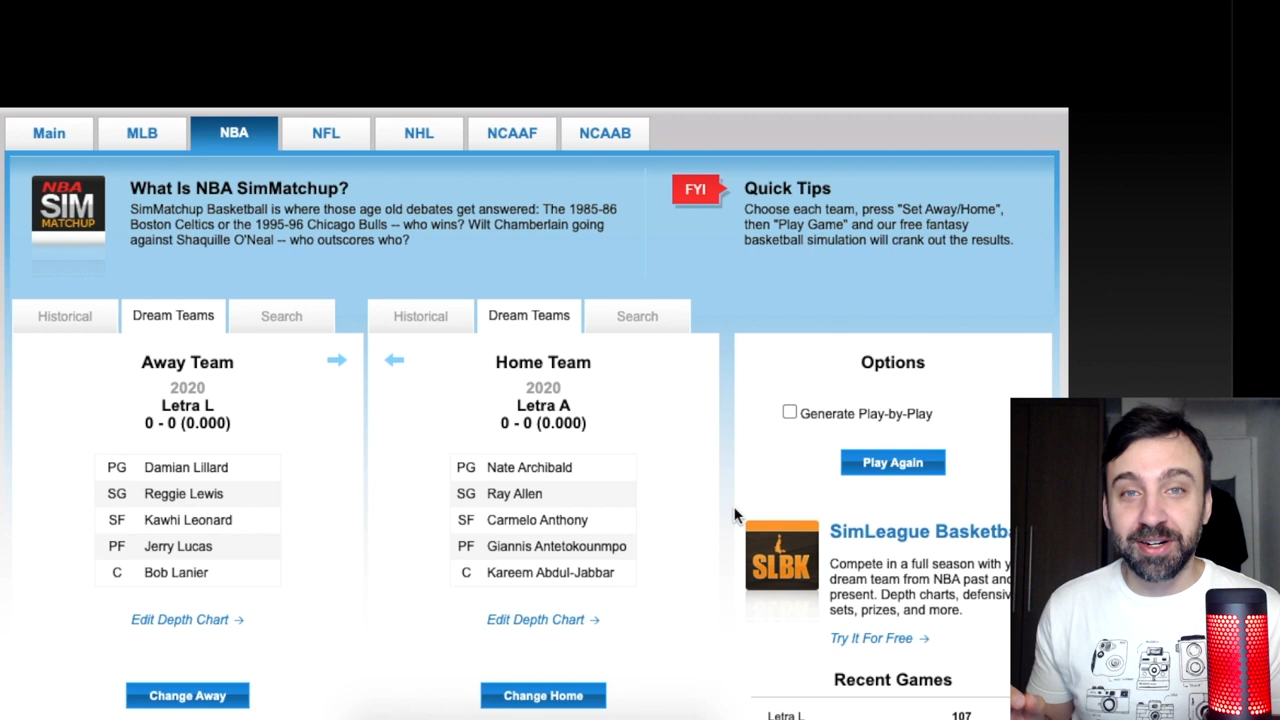 Main
MLB
NBA
NFL
NHL
NCAAF
NCAAB
NBA
SIM
MATCHUP
What Is NBA SimMatchup?
SimMatchup Basketball is where those age old debates get answered: The 1985-86
Boston Celtics or the 1995-96 Chicago Bulls -- who wins? Wilt Chamberlain going
against Shaquille O'Neal -- who outscores who?
FYI
Quick Tips
Choose each team, press "Set Away/Home",
then "Play Game" and our free fantasy
basketball simulation will crank out the results.
Historical
Dream Teams
Search
Away Team
2020
Letra L
0 - 0 (0.000)
PG Damian Lillard
SG Reggie Lewis
SF Kawhi Leonard
PF Jerry Lucas
C Bob Lanier
Edit Depth Chart →
Change Away
Historical
Dream Teams
Search
Home Team
2020
Letra A
0 - 0 (0.000)
PG Nate Archibald
SG Ray Allen
SF Carmelo Anthony
PF Giannis Antetokounmpo
C Kareem Abdul-Jabbar
Edit Depth Chart →
Change Home
Options
Generate Play-by-Play
Play Again
SLBK
SimLeague Basketb
Compete in a full season with y
dream team from NBA past and
present. Depth charts, defensiv
sets, prizes, and more.
Try It For Free →
Recent Games
Letra L 107